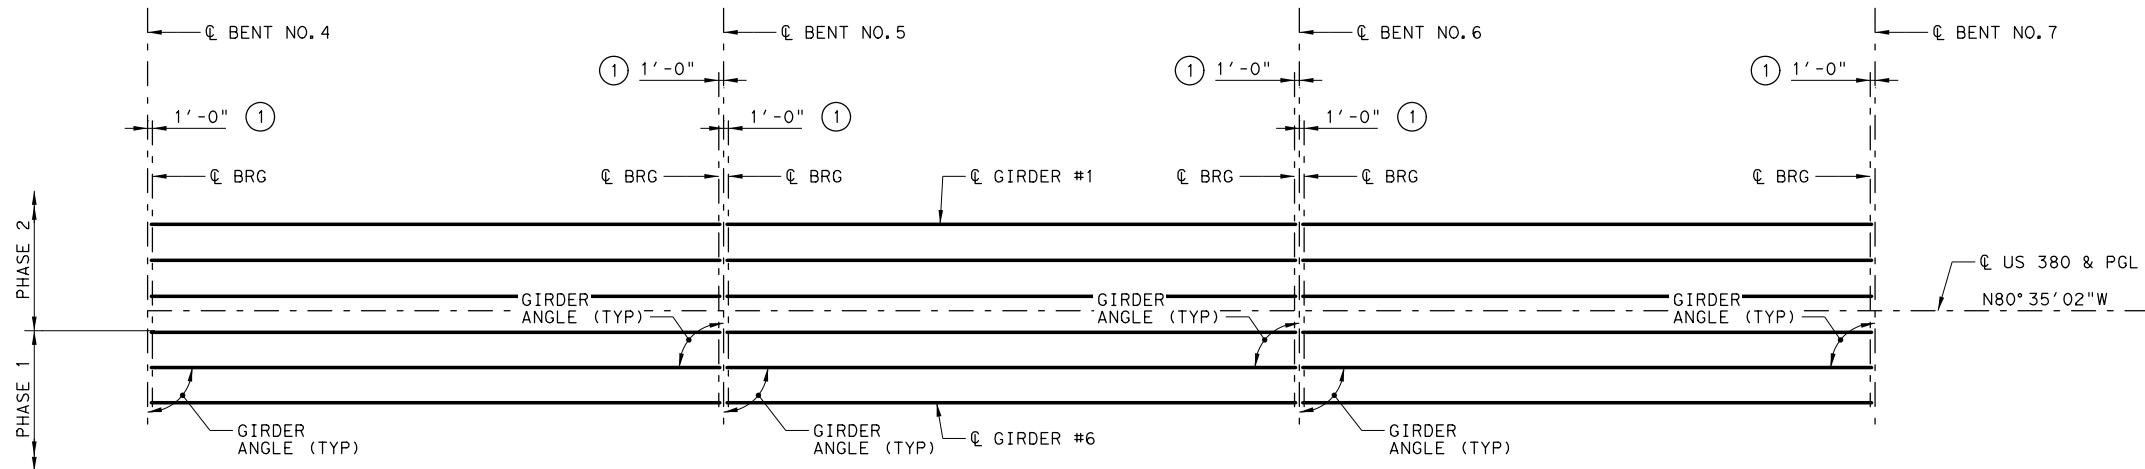 ℄ BENT NO. 4
℄ BENT NO. 5
℄ BENT NO. 6
℄ BENT NO. 7
1 1'-0"
1 1'-0"
1 1'-0"
1'-0" 1
1'-0" 1
1'-0" 1
℄ BRG
℄ BRG
℄ BRG
℄ GIRDER #1
℄ BRG
℄ BRG
℄ BRG
PHASE 2
℄ US 380 & PGL
N80°35'02"W
GIRDER
ANGLE (TYP)
GIRDER
ANGLE (TYP)
GIRDER
ANGLE (TYP)
PHASE 1
GIRDER
ANGLE (TYP)
GIRDER
ANGLE (TYP)
℄ GIRDER #6
GIRDER
ANGLE (TYP)